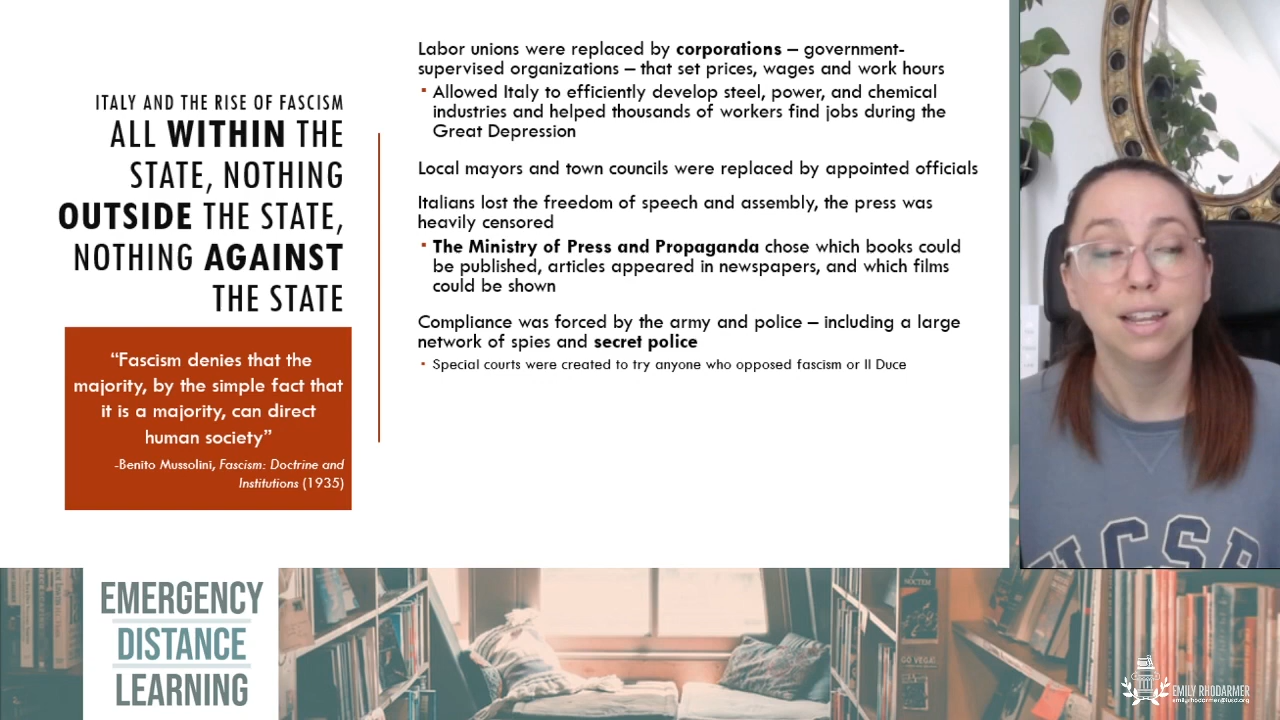 ITALY AND THE RISE OF FASCISM
ALL WITHIN THE
STATE, NOTHING
OUTSIDE THE STATE,
NOTHING AGAINST
THE STATE
“Fascism denies that the
majority, by the simple fact that
it is a majority, can direct
human society”
-Benito Mussolini, Fascism: Doctrine and
Institutions (1935)
Labor unions were replaced by corporations – government-
supervised organizations – that set prices, wages and work hours
▪ Allowed Italy to efficiently develop steel, power, and chemical
industries and helped thousands of workers find jobs during the
Great Depression
Local mayors and town councils were replaced by appointed officials
Italians lost the freedom of speech and assembly, the press was
heavily censored
▪ The Ministry of Press and Propaganda chose which books could
be published, articles appeared in newspapers, and which films
could be shown
Compliance was forced by the army and police – including a large
network of spies and secret police
▪ Special courts were created to try anyone who opposed fascism or Il Duce
UCSB
EMERGENCY
DISTANCE
LEARNING
GO VEGAN
EMILY RHODARMER